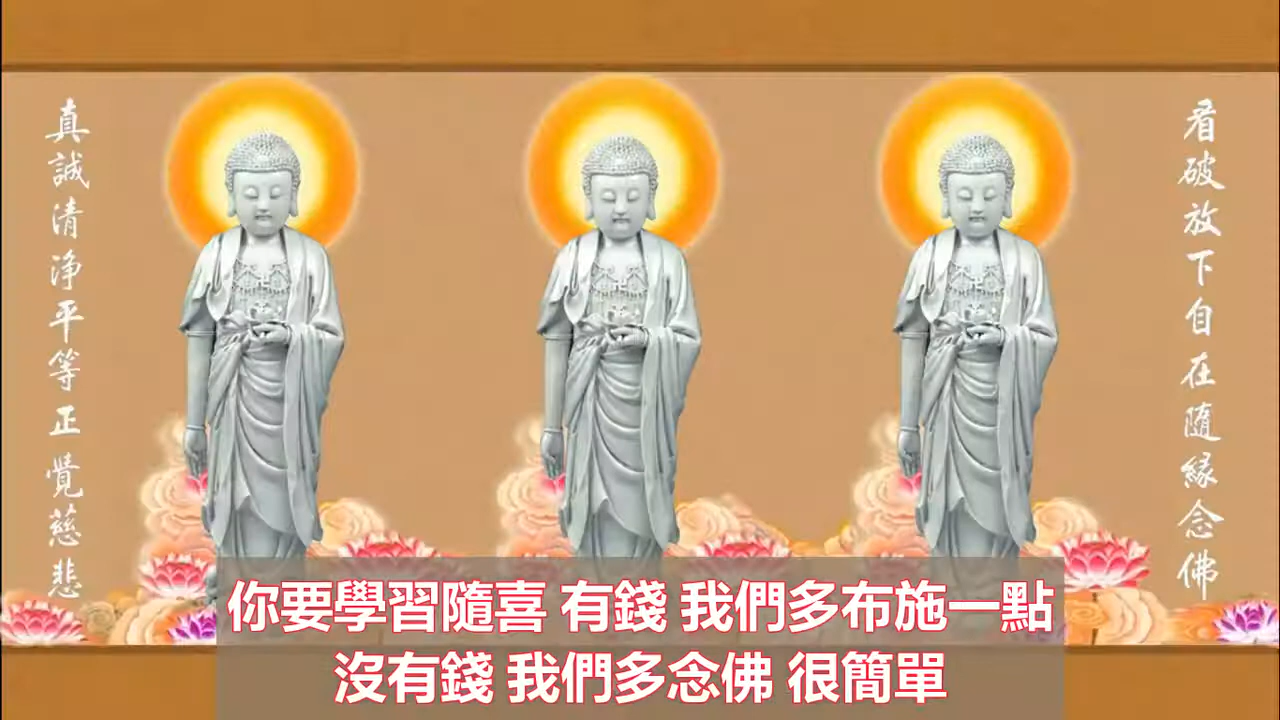 真誠清淨平等正覺慈悲
看破放下自在隨緣念佛
你要學習隨喜 有錢 我們多布施一點
沒有錢 我們多念佛 很簡單